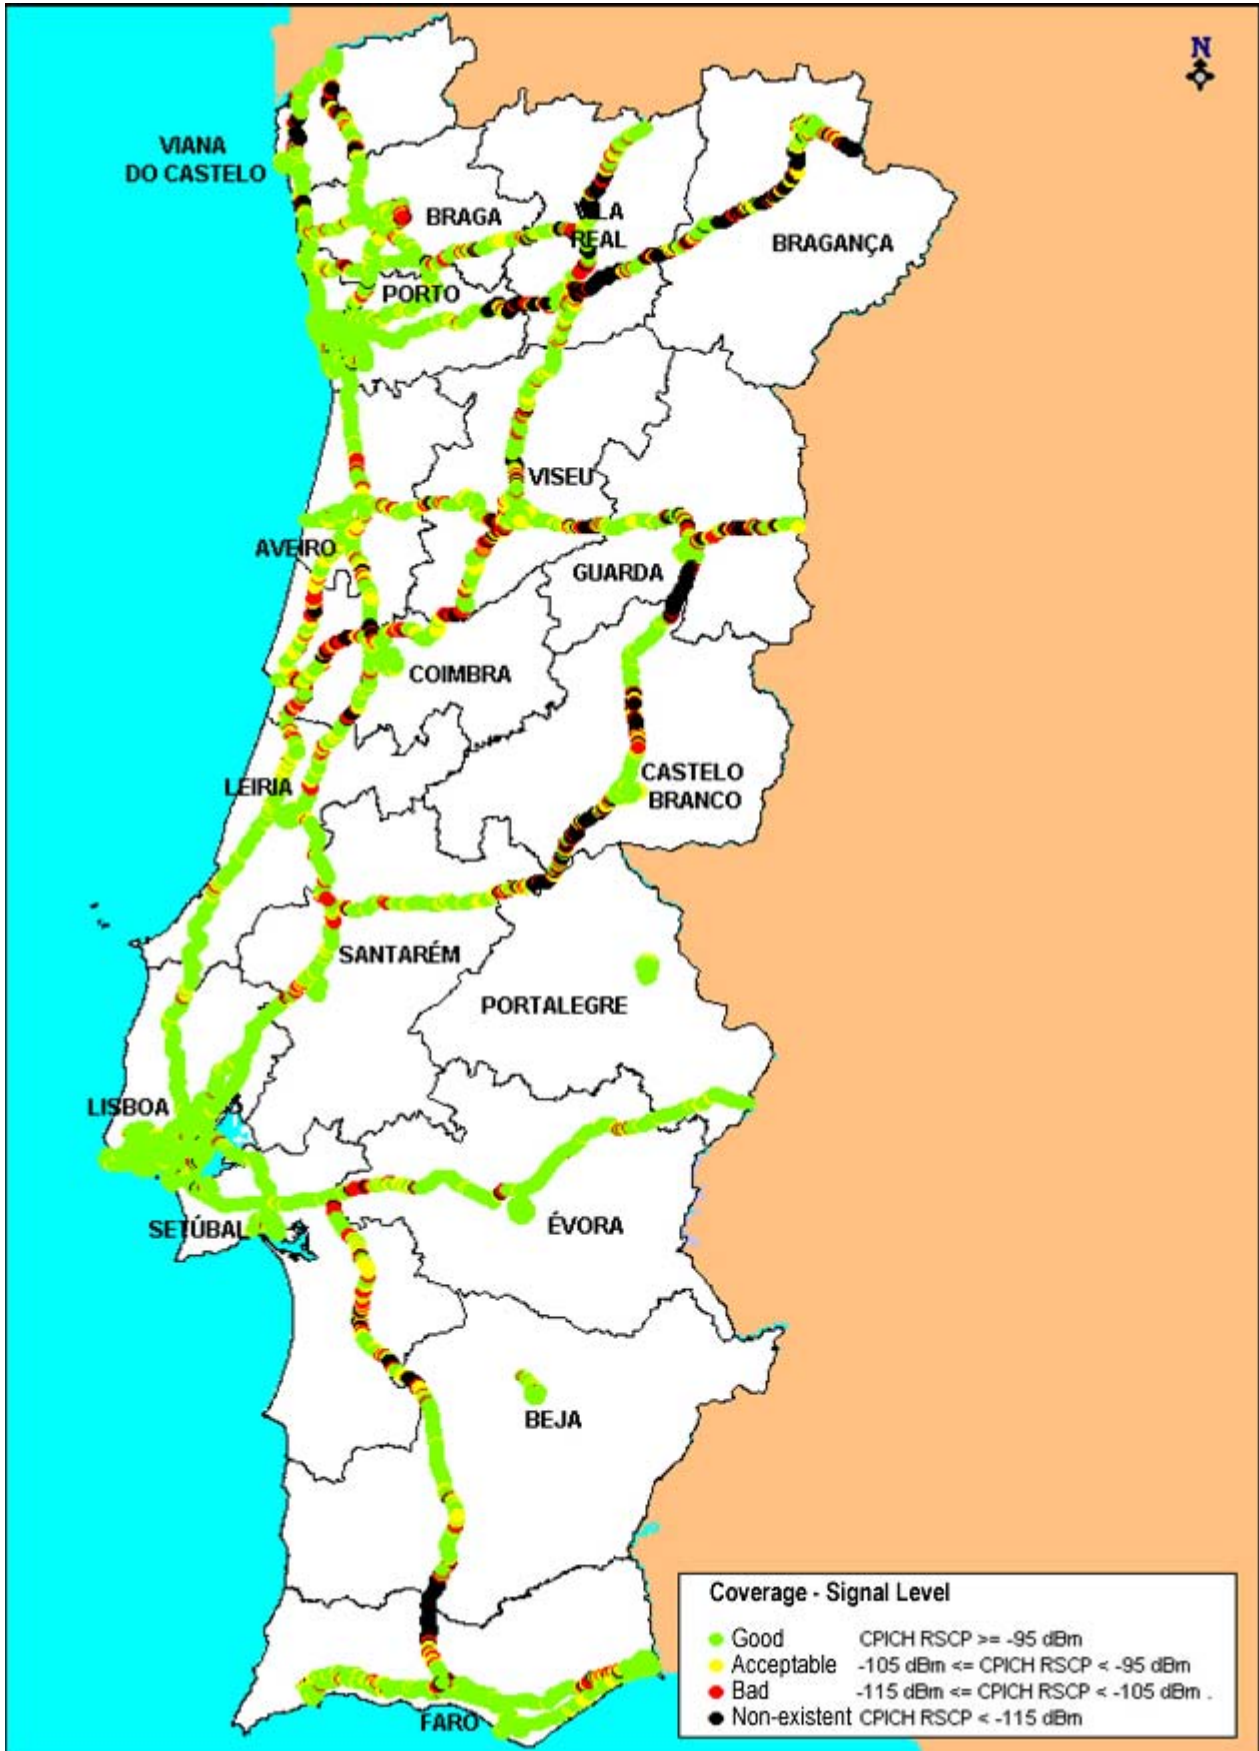 N
VIANA
DO CASTELO
BRAGA
VILA
REAL
BRAGANÇA
PORTO
VISEU
AVEIRO
GUARDA
COIMBRA
LEIRIA
CASTELO
BRANCO
SANTARÉM
PORTALEGRE
LISBOA
SETÚBAL
ÉVORA
BEJA
FARO
Coverage - Signal Level
Good CPICH RSCP >= -95 dBm
Acceptable -105 dBm <= CPICH RSCP < -95 dBm
Bad -115 dBm <= CPICH RSCP < -105 dBm .
Non-existent CPICH RSCP < -115 dBm